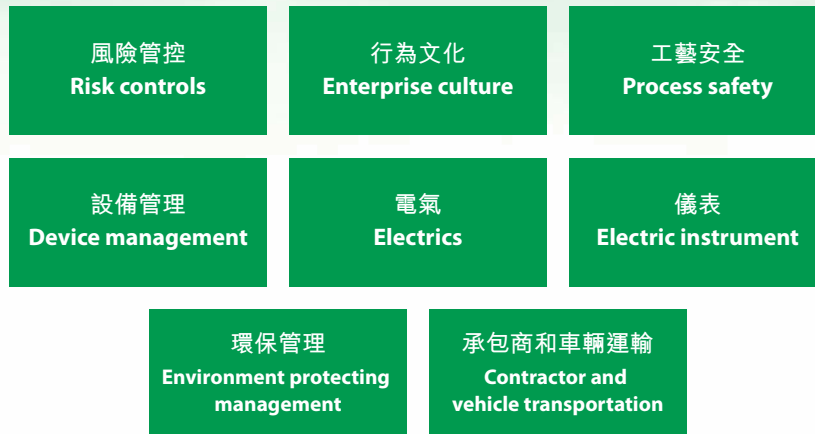 風險管控
Risk controls
行為文化
Enterprise culture
工藝安全
Process safety
設備管理
Device management
電氣
Electrics
儀表
Electric instrument
環保管理
Environment protecting
management
承包商和車輛運輸
Contractor and
vehicle transportation